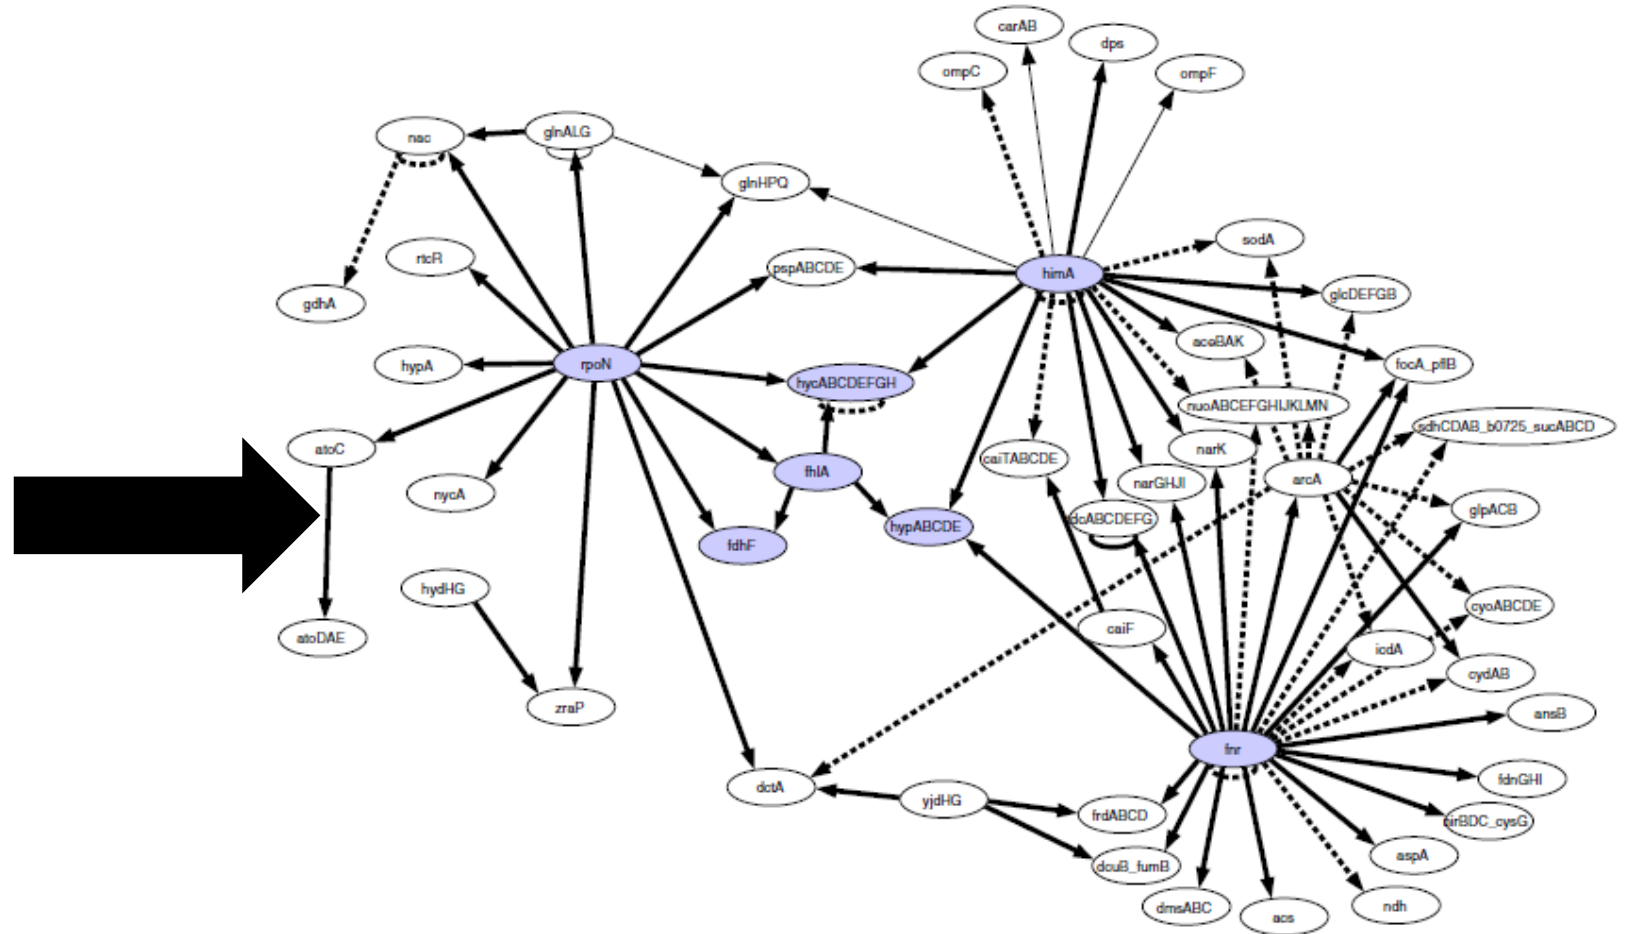 carAB
dps
ompC
ompF
nac
glnALG
glnHPQ
sodA
rtcR
pspABCDE
himA
gdhA
glcDEFGB
aceBAK
hypA
rpoN
hycABCDEFGH
focA_pflB
nuoABCEFGHIJKLMN
sdhCDAB_b0725_sucABCD
atoC
narK
caiTABCDE
fhlA
narGHJI
arcA
nycA
glpACB
dcABCDEFG
hypABCDE
fdhF
hydHG
cyoABCDE
caiF
atoDAE
icdA
cydAB
zraP
ansB
fnr
fdnGHI
dctA
yjdHG
frdABCD
nirBDC_cysG
aspA
dcuB_fumB
dmsABC
ndh
acs